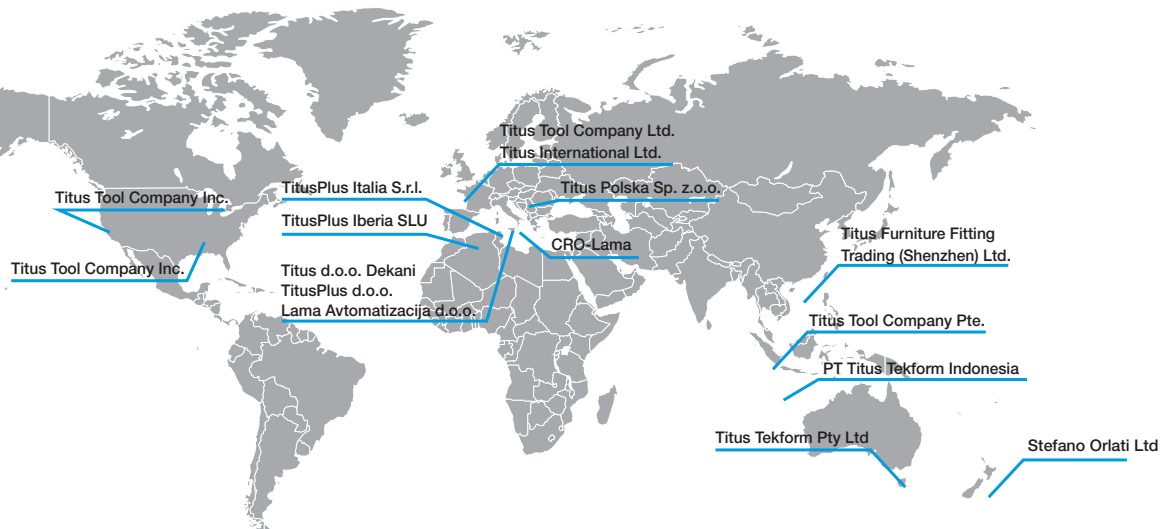 Titus Tool Company Ltd.
Titus International Ltd.
TitusPlus Italia S.r.l.
Titus Polska Sp. z.o.o.
Titus Tool Company Inc.
TitusPlus Iberia SLU
CRO-Lama
Titus Furniture Fitting
Trading (Shenzhen) Ltd.
Titus Tool Company Inc.
Titus d.o.o. Dekani
TitusPlus d.o.o.
Lama Avtomatizacija d.o.o.
Titus Tool Company Pte.
PT Titus Tekform Indonesia
Titus Tekform Pty Ltd
Stefano Orlati Ltd